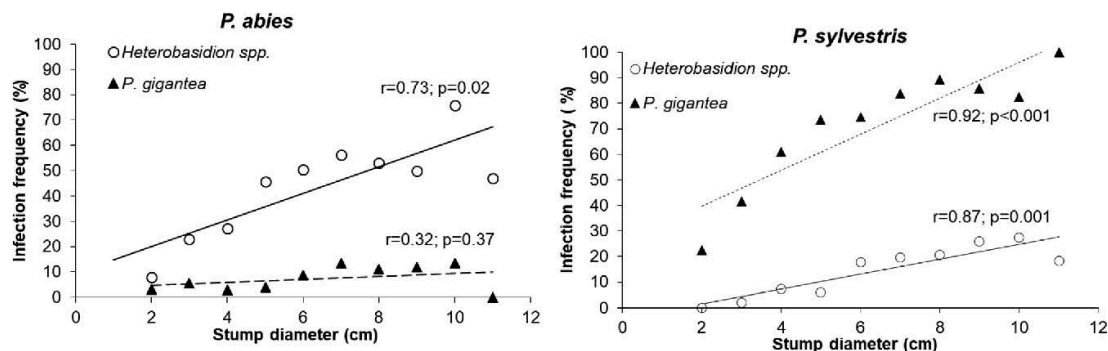 P. abies
100
90
80
70
60
50
40
30
20
10
0
Infection frequency (%)
Heterobasidion spp.
P. gigantea
r=0.73; p=0.02
r=0.32; p=0.37
0 2 4 6 8 10 12
Stump diameter (cm)
P. sylvestris
100
90
80
70
60
50
40
30
20
10
0
Infection frequency ( %)
Heterobasidion spp.
P. gigantea
r=0.92; p<0.001
r=0.87; p=0.001
0 2 4 6 8 10 12
Stump diameter (cm)